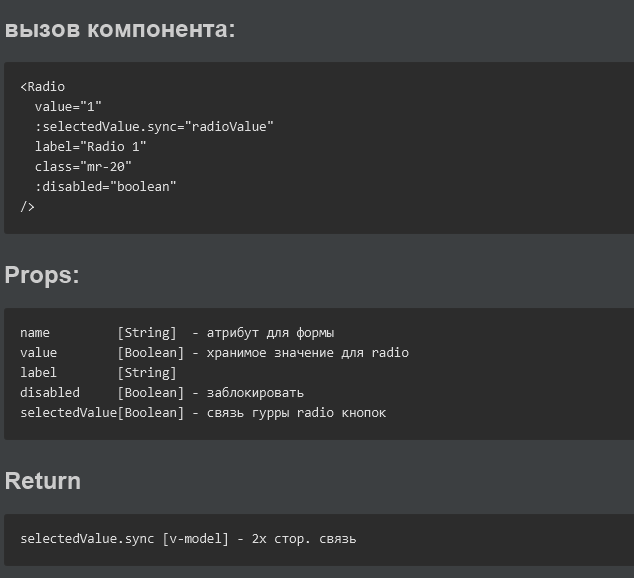 вызов компонента:
<Radio
  value="1"
  :selectedValue.sync="radioValue"
  label="Radio 1"
  class="mr-20"
  :disabled="boolean"
/>
Props:
name         [String]  - атрибут для формы
value        [Boolean] - хранимое значение для radio
label        [String]
disabled     [Boolean] - заблокировать
selectedValue[Boolean] - связь гурры radio кнопок
Return
selectedValue.sync [v-model] - 2х стор. связь